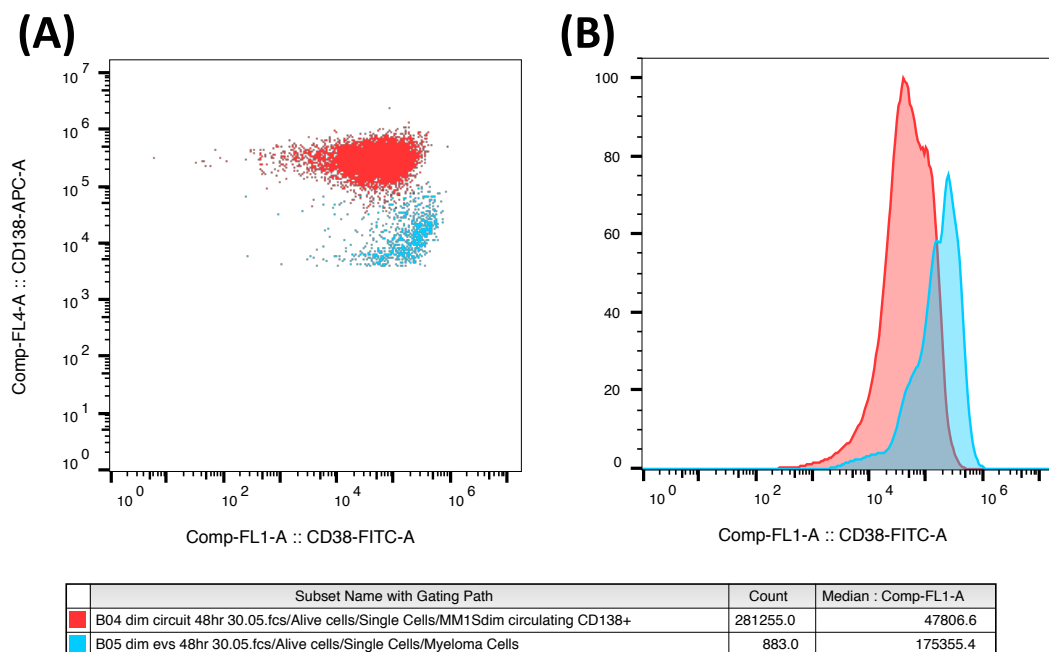 (A)
(B)
10 7
10 6
10 5
10 4
10 3
10 2
10 1
10 0
Comp-FL4-A :: CD138-APC-A
10 0
10 2
10 4
10 6
Comp-FL1-A :: CD38-FITC-A
100
80
60
40
20
0
10 0
10 2
10 4
10 6
Comp-FL1-A :: CD38-FITC-A
Subset Name with Gating Path Count Median : Comp-FL1-A
B04 dim circuit 48hr 30.05.fcs/Alive cells/Single Cells/MM1Sdim circulating CD138+ 281255.0 47806.6
B05 dim evs 48hr 30.05.fcs/Alive cells/Single Cells/Myeloma Cells 883.0 175355.4